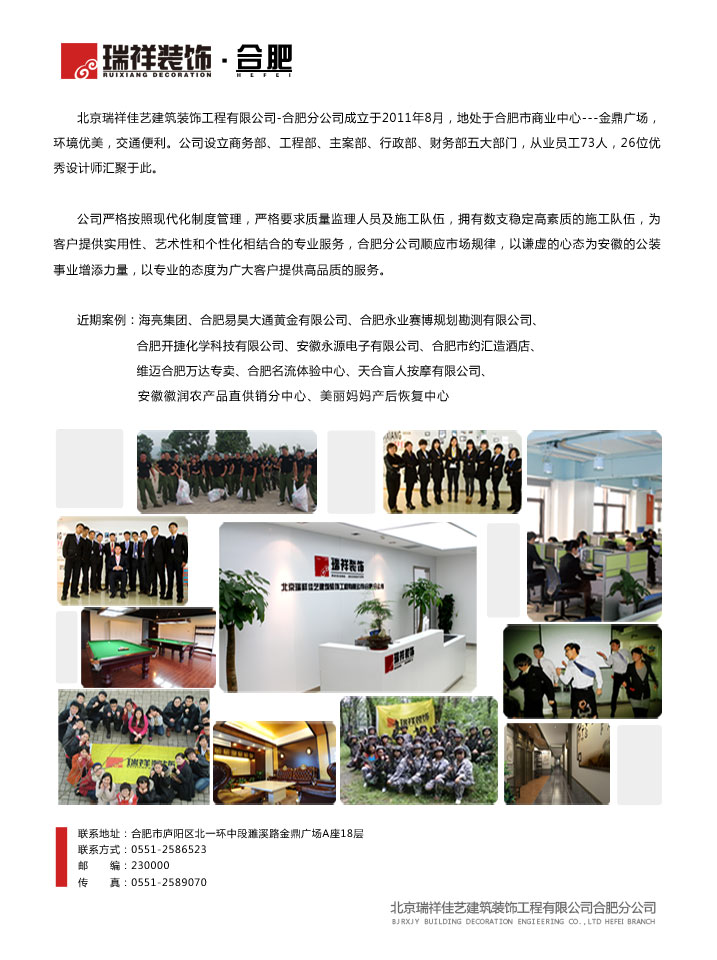 瑞祥装饰·合肥
RUIXIANG DECORATION HEFEI
北京瑞祥佳艺建筑装饰工程有限公司-合肥分公司成立于2011年8月，地处于合肥市商业中心---金鼎广场，
环境优美，交通便利。公司设立商务部、工程部、主案部、行政部、财务部五大部门，从业员工73人，26位优
秀设计师汇聚于此。
公司严格按照现代化制度管理，严格要求质量监理人员及施工队伍，拥有数支稳定高素质的施工队伍，为
客户提供实用性、艺术性和个性化相结合的专业服务，合肥分公司顺应市场规律，以谦虚的心态为安徽的公装
事业增添力量，以专业的态度为广大客户提供高品质的服务。
近期案例：海亮集团、合肥易昊大通黄金有限公司、合肥永业赛博规划勘测有限公司、
合肥开捷化学科技有限公司、安徽永源电子有限公司、合肥市约汇造酒店、
维迈合肥万达专卖、合肥名流体验中心、天合盲人按摩有限公司、
安徽徽润农产品直供销分中心、美丽妈妈产后恢复中心
瑞祥装饰
RUIXIANG DECORATION
北京瑞祥佳艺建筑装饰工程有限公司合肥分公司
瑞祥装饰
瑞祥装饰
瑞祥装饰
联系地址：合肥市庐阳区北一环中段濉溪路金鼎广场A座18层
联系方式：0551-2586523
邮 编：230000
传 真：0551-2589070
北京瑞祥佳艺建筑装饰工程有限公司合肥分公司
BJRXJY BUILDING DECORATION ENGIEERING CO.,LTD HEFEI BRANCH